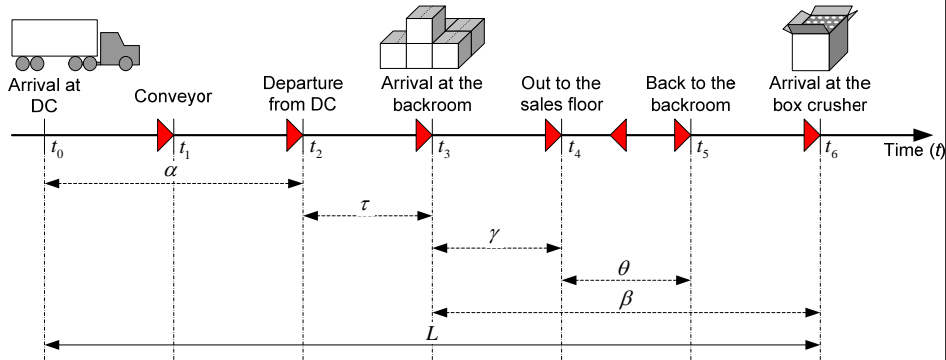 Arrival at
DC
Conveyor
Departure
from DC
Arrival at the
backroom
Out to the
sales floor
Back to the
backroom
Arrival at the
box crusher
t0
t1
t2
t3
t4
t5
t6
Time (t)
α
τ
γ
θ
β
L